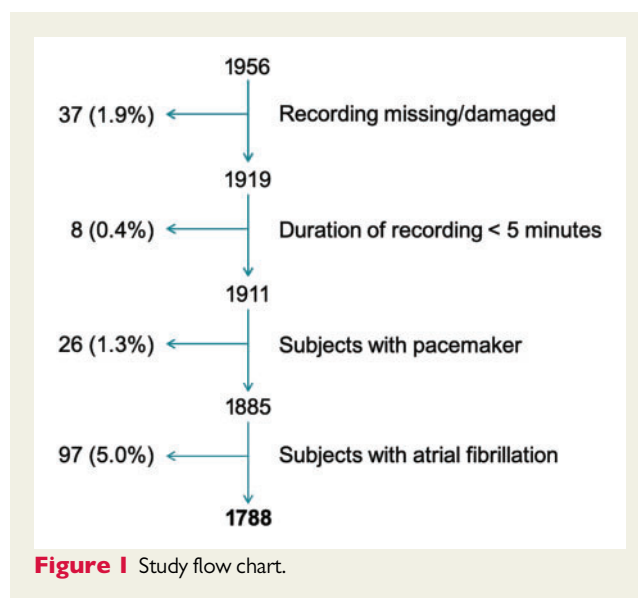 1956
37 (1.9%) Recording missing/damaged
1919
8 (0.4%) Duration of recording < 5 minutes
1911
26 (1.3%) Subjects with pacemaker
1885
97 (5.0%) Subjects with atrial fibrillation
1788
Figure 1 Study flow chart.